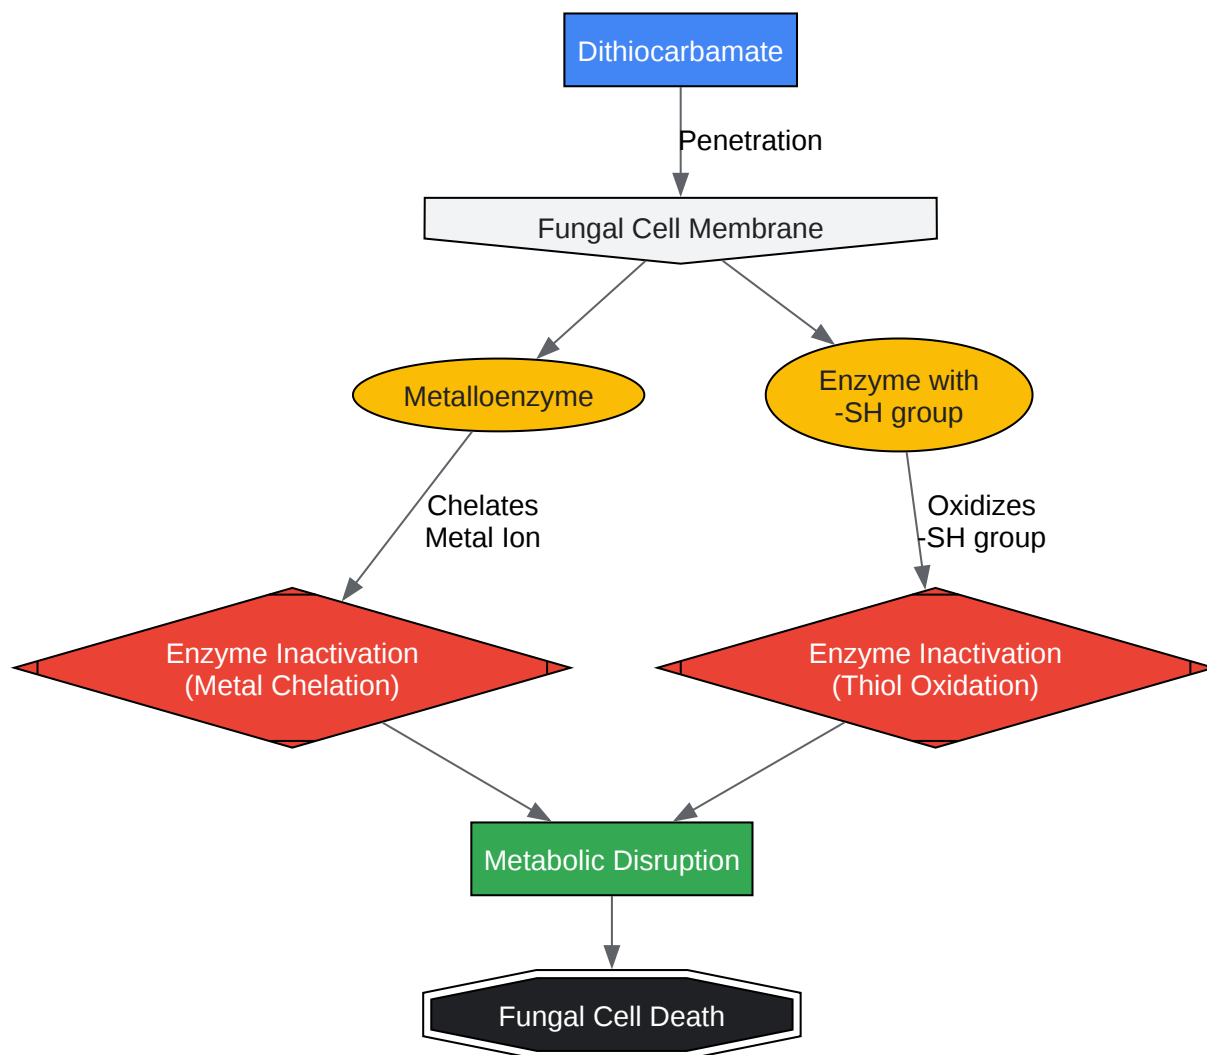 Dithiocarbamate
Penetration
Fungal Cell Membrane
Metalloenzyme
Enzyme with
-SH group
Chelates
Metal Ion
Oxidizes
-SH group
Enzyme Inactivation
(Metal Chelation)
Enzyme Inactivation
(Thiol Oxidation)
Metabolic Disruption
Fungal Cell Death